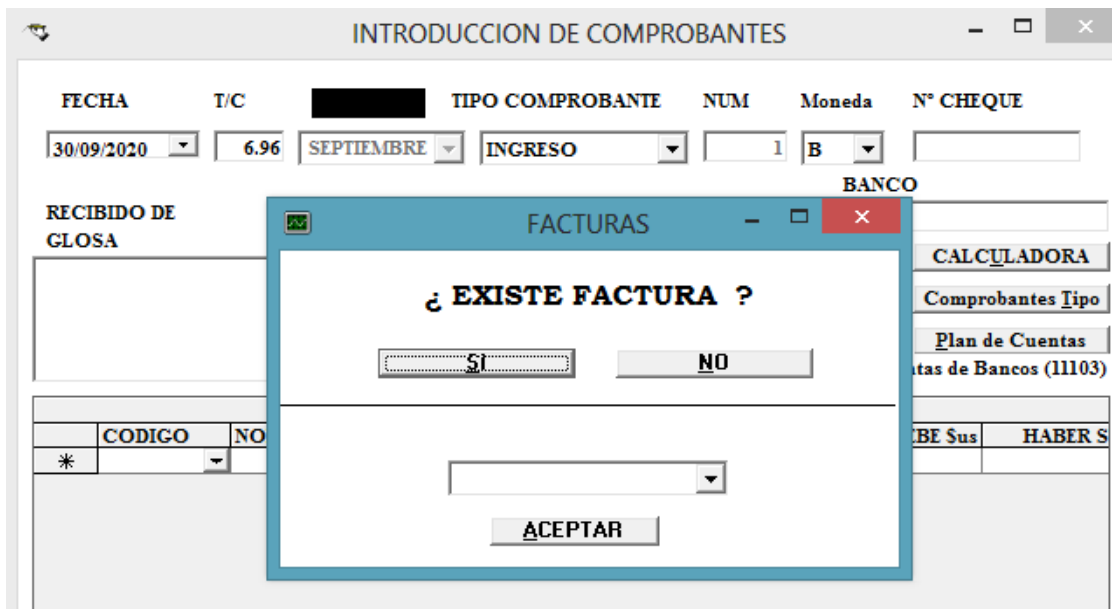 INTRODUCCION DE COMPROBANTES
FECHA T/C TIPO COMPROBANTE NUM Moneda N° CHEQUE
30/09/2020 6.96 SEPTIEMBRE INGRESO 1 B
BANCO
RECIBIDO DE
GLOSA
FACTURAS
¿ EXISTE FACTURA ?
SI NO
ACEPTAR
CALCULADORA
Comprobantes Tipo
Plan de Cuentas
tas de Bancos (11103)
CODIGO NO BE $us HABER S